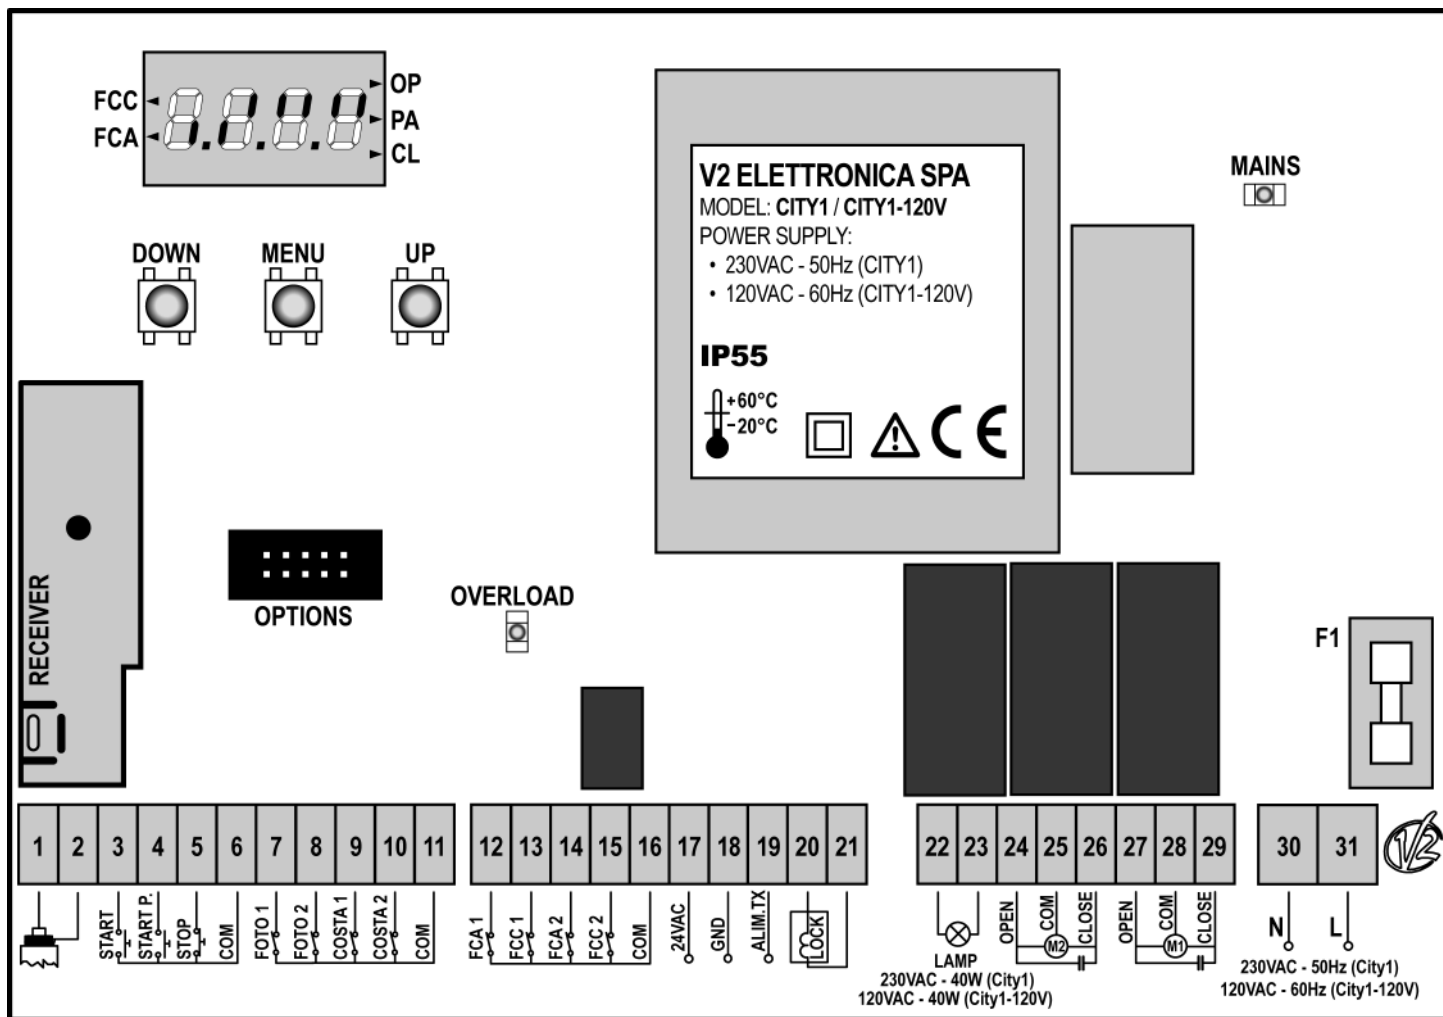 FCC
FCA
OP
PA
CL
DOWN
MENU
UP
V2 ELETTRONICA SPA
MODEL: CITY1 / CITY1-120V
POWER SUPPLY:
• 230VAC - 50Hz (CITY1)
• 120VAC - 60Hz (CITY1-120V)
IP55
+60°C
-20°C
CE
MAINS
RECEIVER
OPTIONS
OVERLOAD
F1
1 2 3 4 5 6 7 8 9 10 11
12 13 14 15 16 17 18 19 20 21
22 23 24 25 26 27 28 29
30 31
V2
START
START P.
STOP
COM
FOTO 1
FOTO 2
COSTA 1
COSTA 2
COM
FCA 1
FCC 1
FCA 2
FCC 2
COM
24VAC
GND
ALIM.TX
LOCK
LAMP
230VAC - 40W (City1)
120VAC - 40W (City1-120V)
OPEN
COM
CLOSE
M2
OPEN
COM
CLOSE
M1
N
L
230VAC - 50Hz (City1)
120VAC - 60Hz (City1-120V)